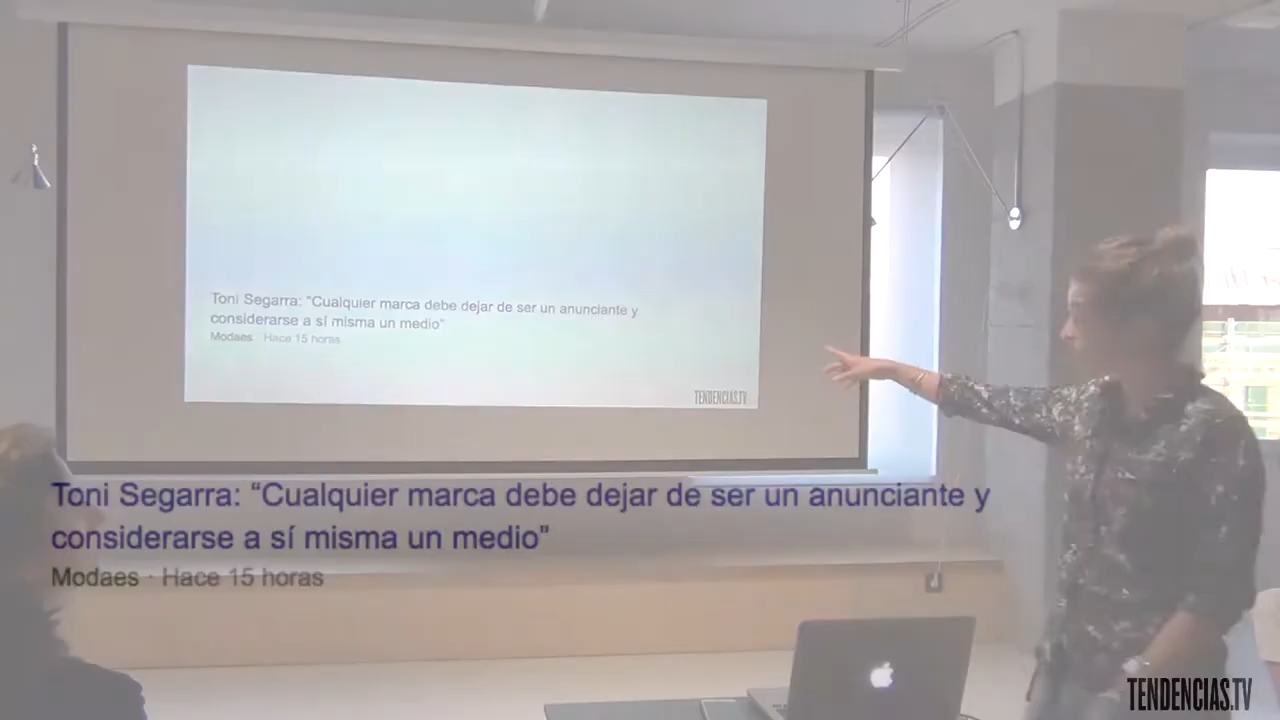 Toni Segarra: "Cualquier marca debe dejar de ser un anunciante y
considerarse a sí misma un medio"
Modaes · Hace 15 horas
TENDENCIAS.TV
Toni Segarra: “Cualquier marca debe dejar de ser un anunciante y
considerarse a sí misma un medio”
Modaes · Hace 15 horas
TENDENCIAS.TV